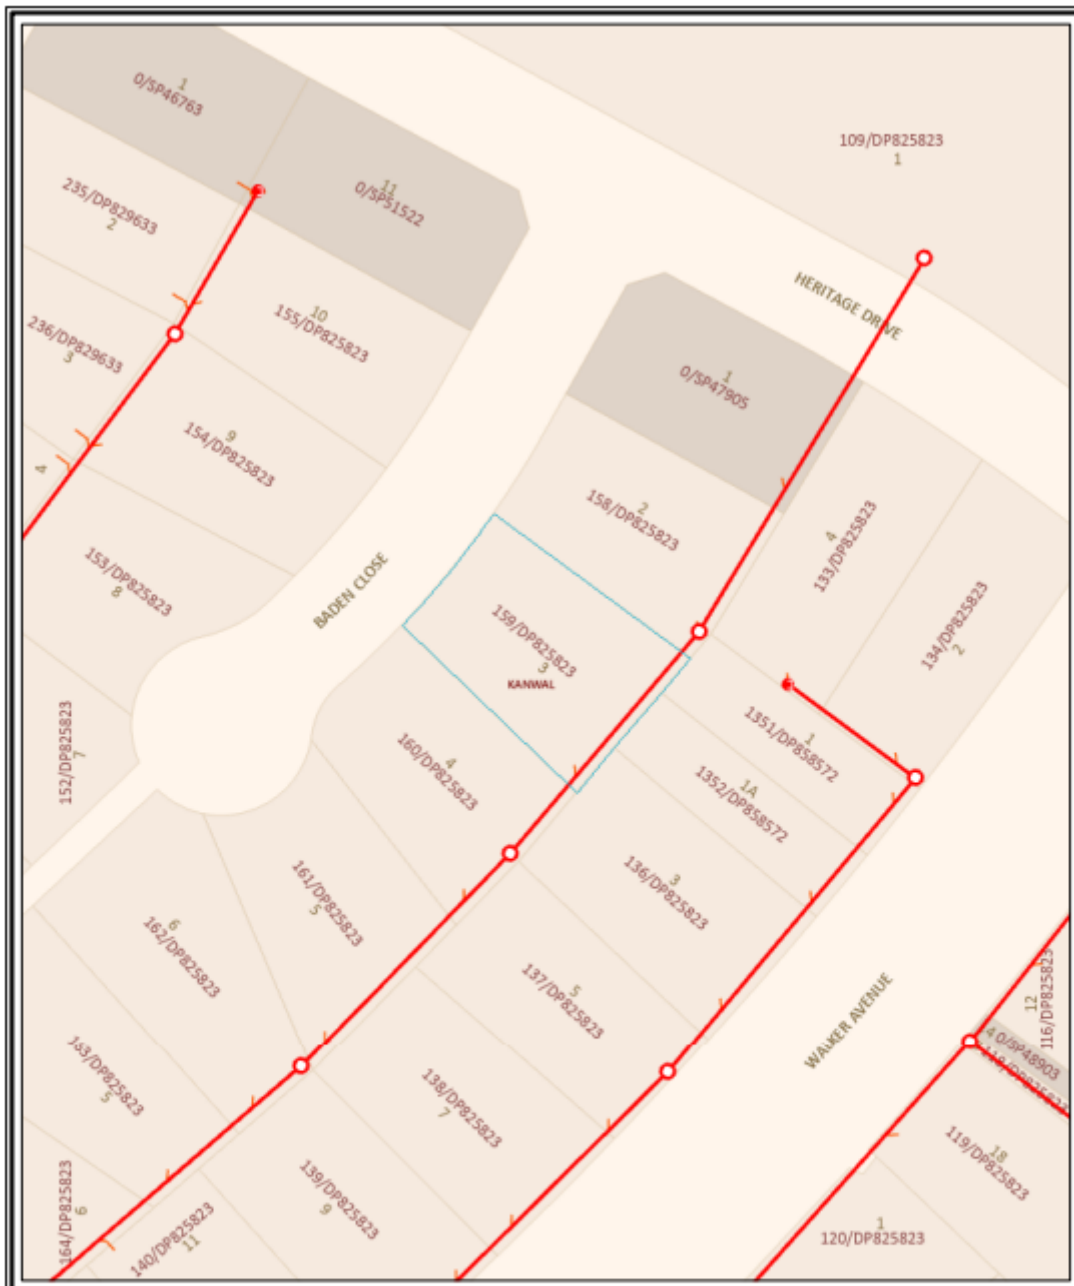 1
0/SP46763
109/DP825823
1
11
0/SP51522
235/DP829633
2
HERITAGE DRIVE
10
155/DP825823
236/DP829633
3
1
0/SP47905
9
154/DP825823
4
2
158/DP825823
4
133/DP825823
153/DP825823
8
BADEN CLOSE
134/DP825823
2
159/DP825823
3
KANWAL
152/DP825823
7
1
1351/DP858572
4
160/DP825823
1A
1352/DP858572
3
136/DP825823
161/DP825823
5
6
162/DP825823
5
137/DP825823
WALKER AVENUE
12
116/DP825823
0/SP48903
118/DP825823
163/DP825823
5
138/DP825823
7
18
119/DP825823
164/DP825823
6
139/DP825823
9
140/DP825823
11
1
120/DP825823